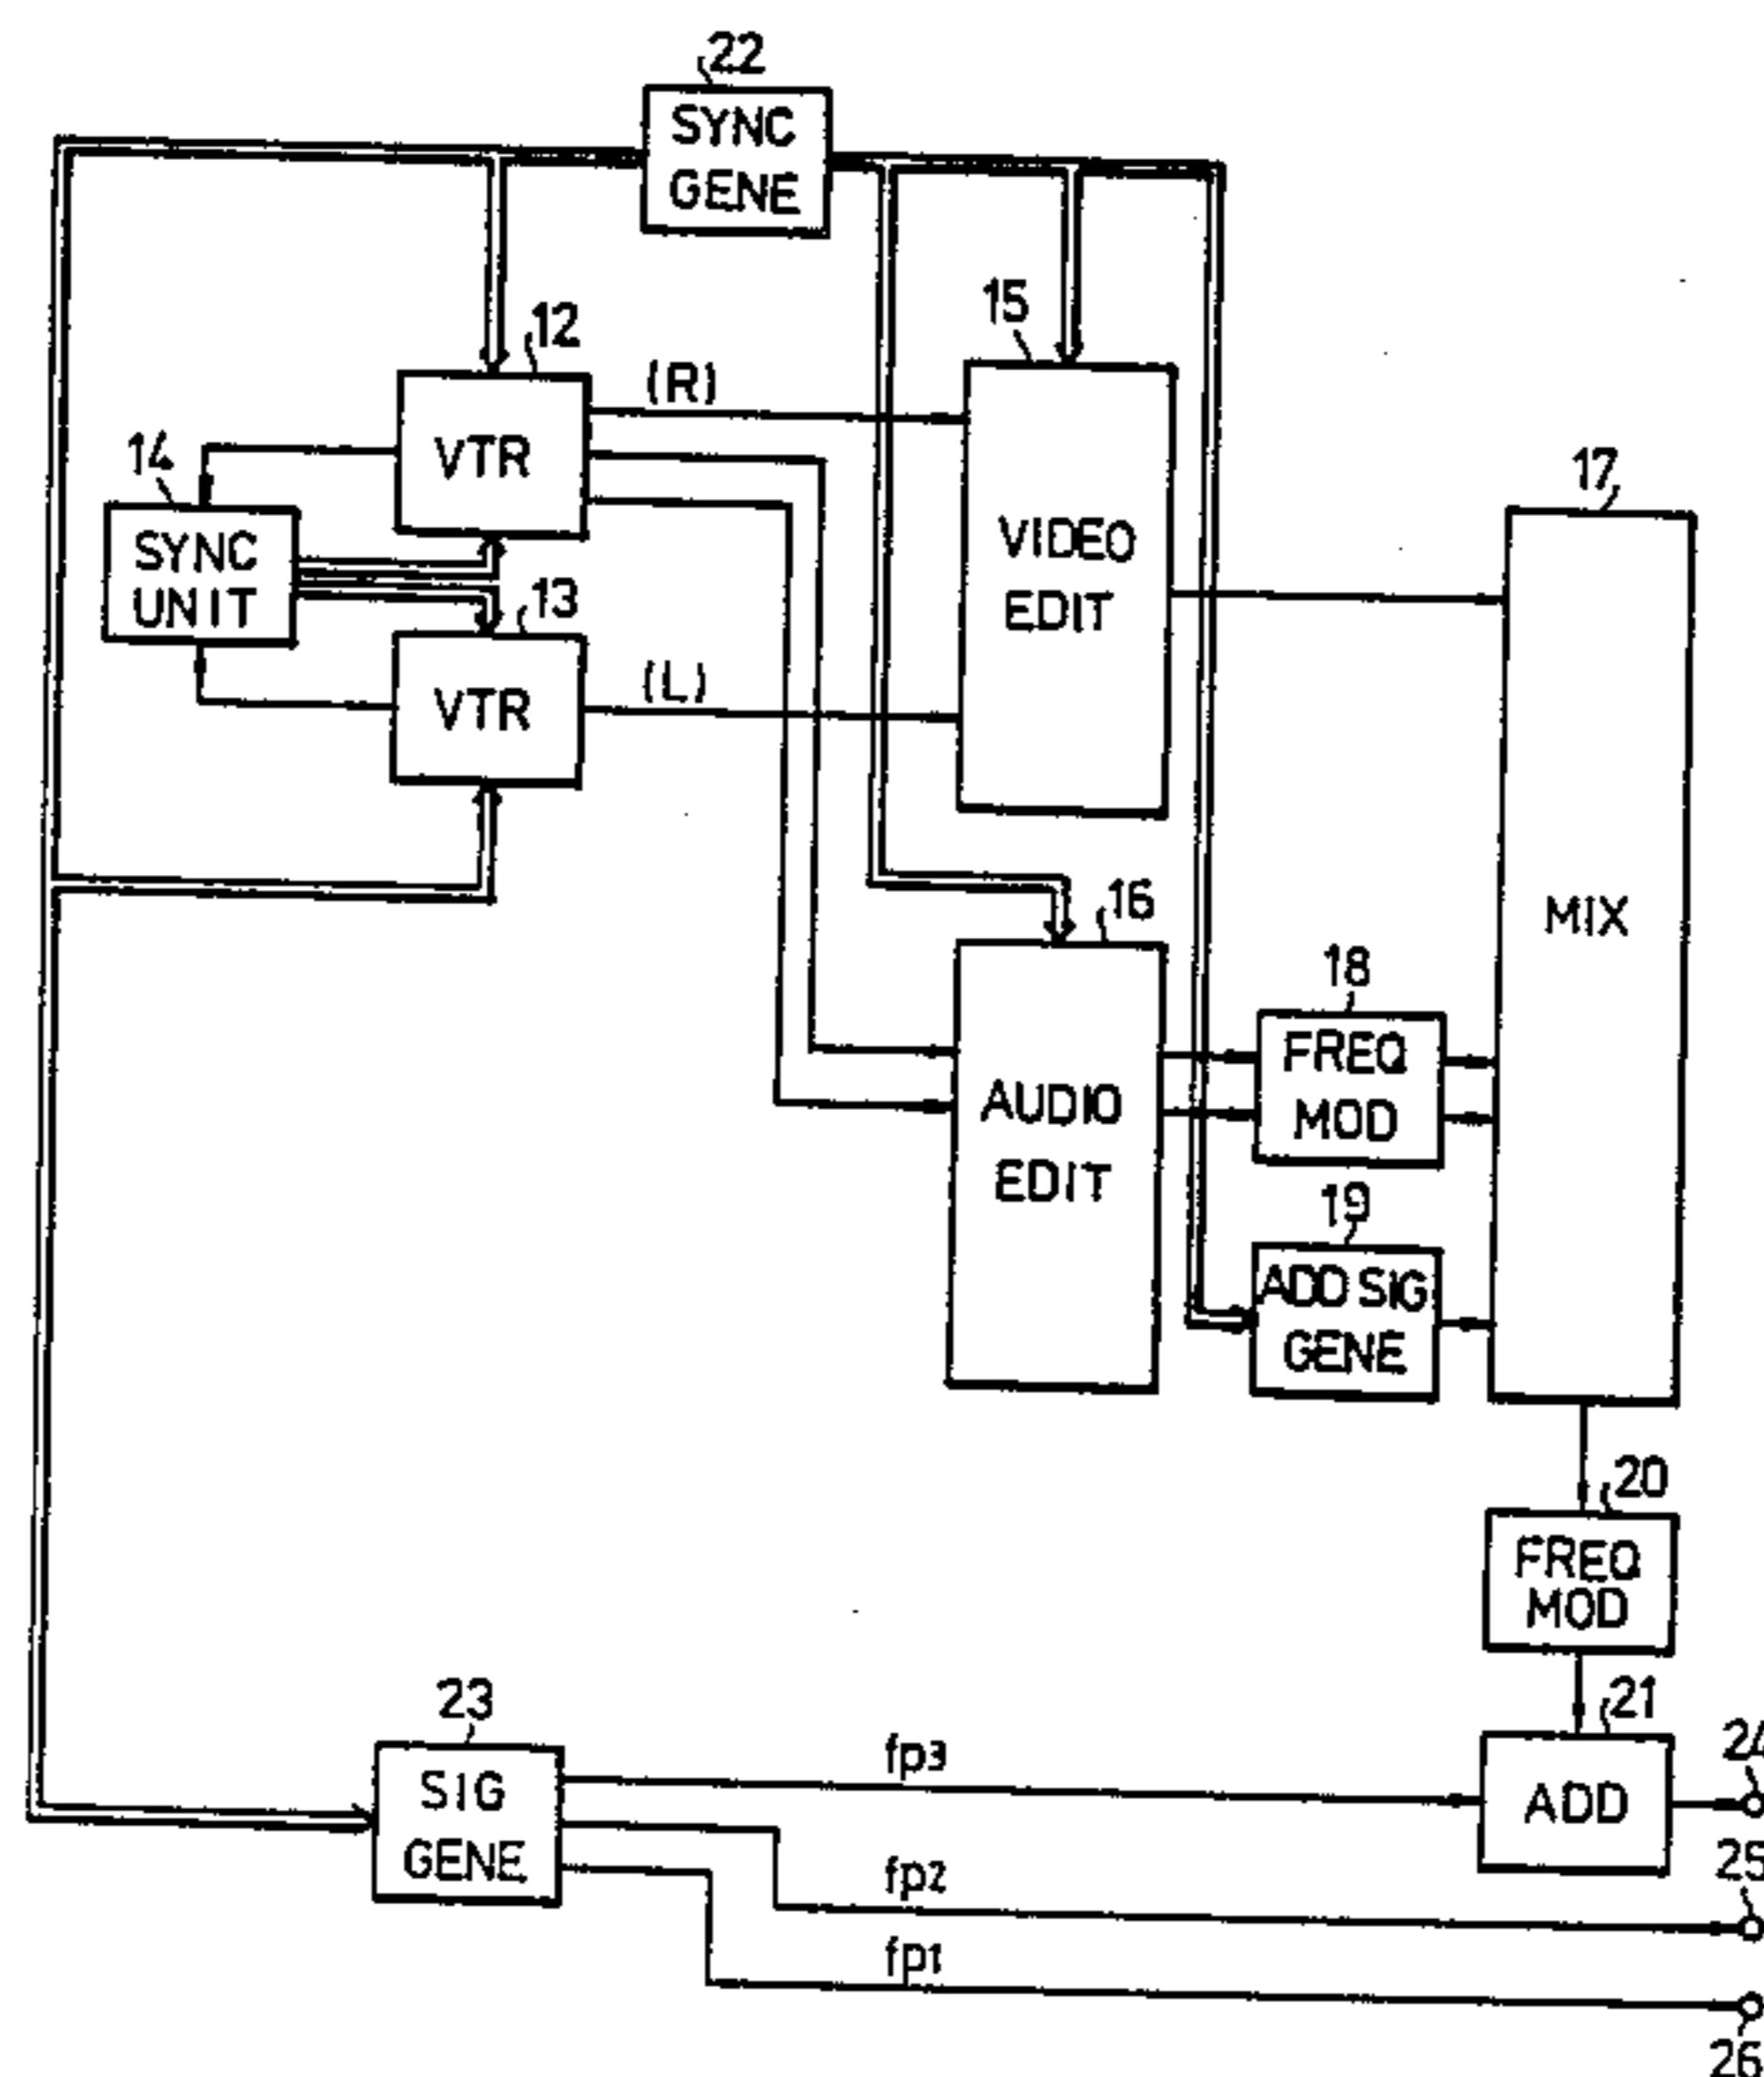 22
SYNC
GENE
12
15
(R)
14
VTR
17
SYNC
UNIT
VIDEO
EDIT
13
(L)
VTR
16
MIX
18
FREQ
MOD
AUDIO
EDIT
19
ADD SIG
GENE
20
FREQ
MOD
23
21
24
fp3
SIG
GENE
ADD
25
fp2
fp1
26